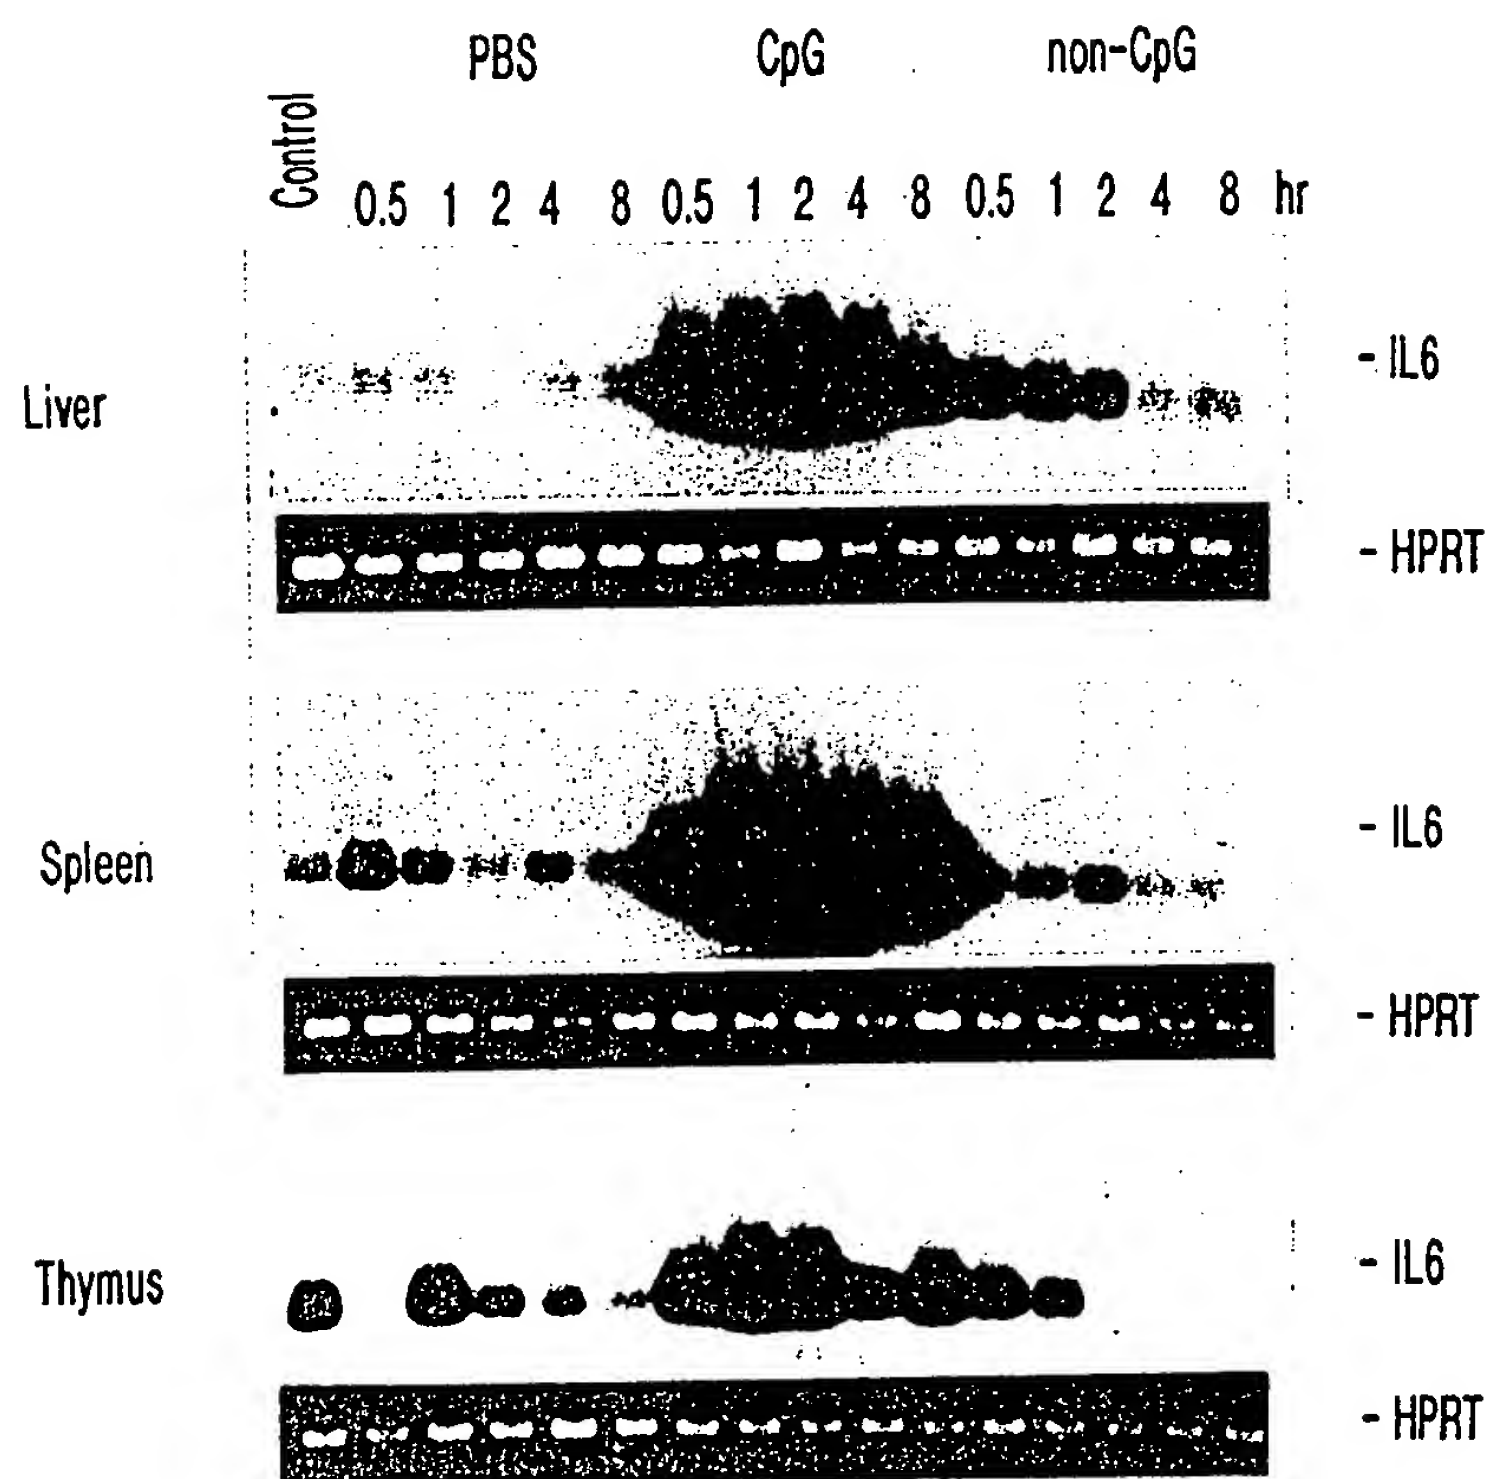 PBS CpG non-CpG
Control
0.5 1 2 4 8 0.5 1 2 4 8 0.5 1 2 4 8 hr
- IL6
Liver
- HPRT
- IL6
Spleen
- HPRT
- IL6
Thymus
- HPRT